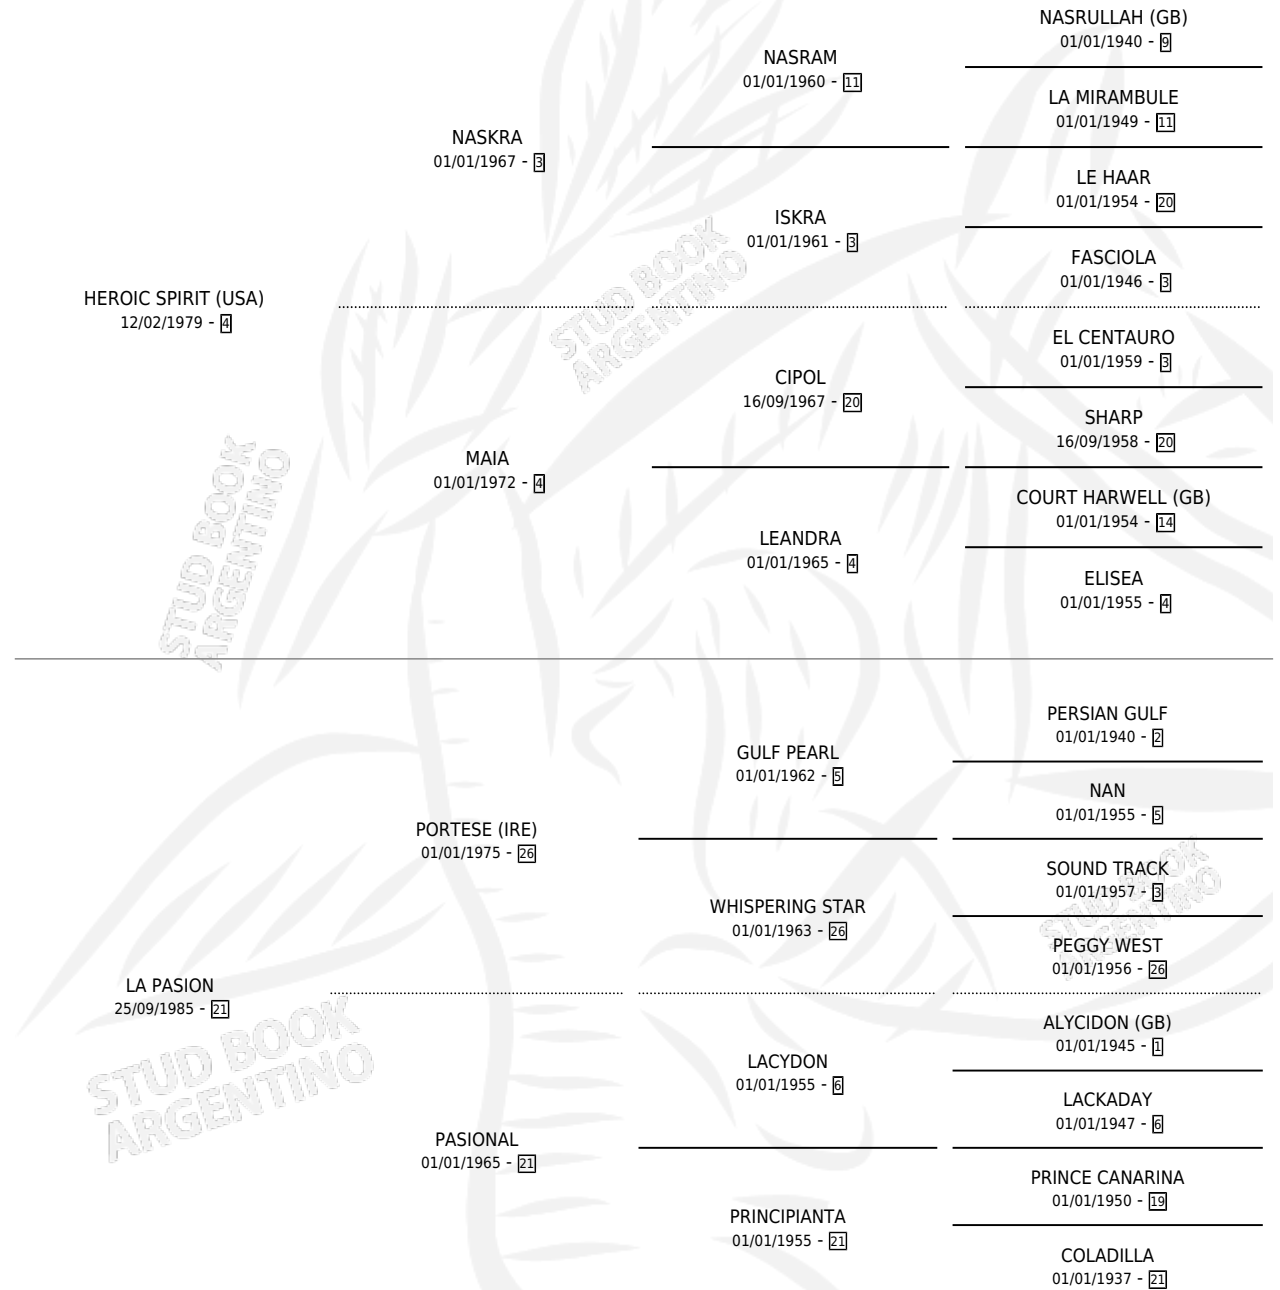 NASRULLAH (GB)
01/01/1940 - 9
NASRAM
01/01/1960 - 11
LA MIRAMBULE
01/01/1949 - 11
NASKRA
01/01/1967 - 3
LE HAAR
01/01/1954 - 20
ISKRA
01/01/1961 - 3
FASCIOLA
01/01/1946 - 3
HEROIC SPIRIT (USA)
12/02/1979 - 4
EL CENTAURO
01/01/1959 - 3
CIPOL
16/09/1967 - 20
SHARP
16/09/1958 - 20
MAIA
01/01/1972 - 4
COURT HARWELL (GB)
01/01/1954 - 14
LEANDRA
01/01/1965 - 4
ELISEA
01/01/1955 - 4
STUD BOOK
ARGENTINO
STUD BOOK
ARGENTINO
PERSIAN GULF
01/01/1940 - 2
GULF PEARL
01/01/1962 - 5
NAN
01/01/1955 - 5
PORTESE (IRE)
01/01/1975 - 26
SOUND TRACK
01/01/1957 - 3
WHISPERING STAR
01/01/1963 - 26
PEGGY WEST
01/01/1956 - 26
LA PASION
25/09/1985 - 21
ALYCIDON (GB)
01/01/1945 - 1
LACYDON
01/01/1955 - 6
LACKADAY
01/01/1947 - 6
PASIONAL
01/01/1965 - 21
PRINCE CANARINA
01/01/1950 - 19
PRINCIPIANTA
01/01/1955 - 21
COLADILLA
01/01/1937 - 21
STUD BOOK
ARGENTINO
STUD BOOK
ARGENTINO